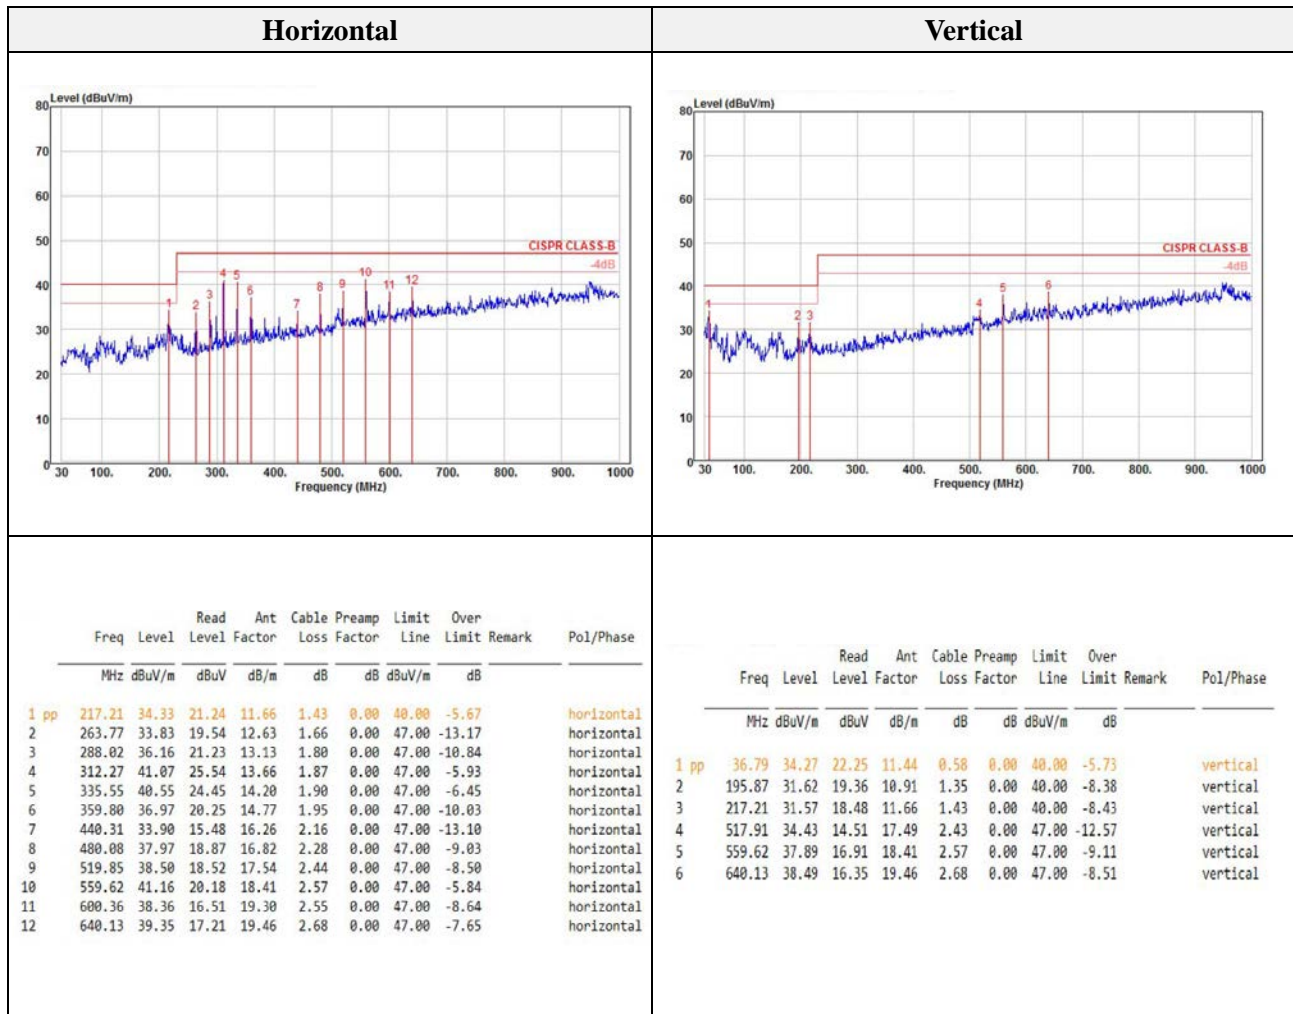 Horizontal
Vertical
Level (dBuV/m)
80
70
60
50
40
30
20
10
0
CISPR CLASS-B
-4dB
1 2 3 4 5 6 7 8 9 10 11 12
30 100. 200. 300. 400. 500. 600. 700. 800. 900. 1000
Frequency (MHz)
Level (dBuV/m)
80
70
60
50
40
30
20
10
0
CISPR CLASS-B
-4dB
1 2 3 4 5 6
30 100. 200. 300. 400. 500. 600. 700. 800. 900. 1000
Frequency (MHz)
Read Ant Cable Preamp Limit Over
Freq Level Level Factor Loss Factor Line Limit Remark Pol/Phase
MHz dBuV/m dBuV dB/m dB dB dBuV/m dB
1 pp 217.21 34.33 21.24 11.66 1.43 0.00 40.00 -5.67 horizontal
2 263.77 33.83 19.54 12.63 1.66 0.00 47.00 -13.17 horizontal
3 288.02 36.16 21.23 13.13 1.80 0.00 47.00 -10.84 horizontal
4 312.27 41.07 25.54 13.66 1.87 0.00 47.00 -5.93 horizontal
5 335.55 40.55 24.45 14.20 1.90 0.00 47.00 -6.45 horizontal
6 359.80 36.97 20.25 14.77 1.95 0.00 47.00 -10.03 horizontal
7 440.31 33.90 15.48 16.26 2.16 0.00 47.00 -13.10 horizontal
8 480.08 37.97 18.87 16.82 2.28 0.00 47.00 -9.03 horizontal
9 519.85 38.50 18.52 17.54 2.44 0.00 47.00 -8.50 horizontal
10 559.62 41.16 20.18 18.41 2.57 0.00 47.00 -5.84 horizontal
11 600.36 38.36 16.51 19.30 2.55 0.00 47.00 -8.64 horizontal
12 640.13 39.35 17.21 19.46 2.68 0.00 47.00 -7.65 horizontal
Read Ant Cable Preamp Limit Over
Freq Level Level Factor Loss Factor Line Limit Remark Pol/Phase
MHz dBuV/m dBuV dB/m dB dB dBuV/m dB
1 pp 36.79 34.27 22.25 11.44 0.58 0.00 40.00 -5.73 vertical
2 195.87 31.62 19.36 10.91 1.35 0.00 40.00 -8.38 vertical
3 217.21 31.57 18.48 11.66 1.43 0.00 40.00 -8.43 vertical
4 517.91 34.43 14.51 17.49 2.43 0.00 47.00 -12.57 vertical
5 559.62 37.89 16.91 18.41 2.57 0.00 47.00 -9.11 vertical
6 640.13 38.49 16.35 19.46 2.68 0.00 47.00 -8.51 vertical